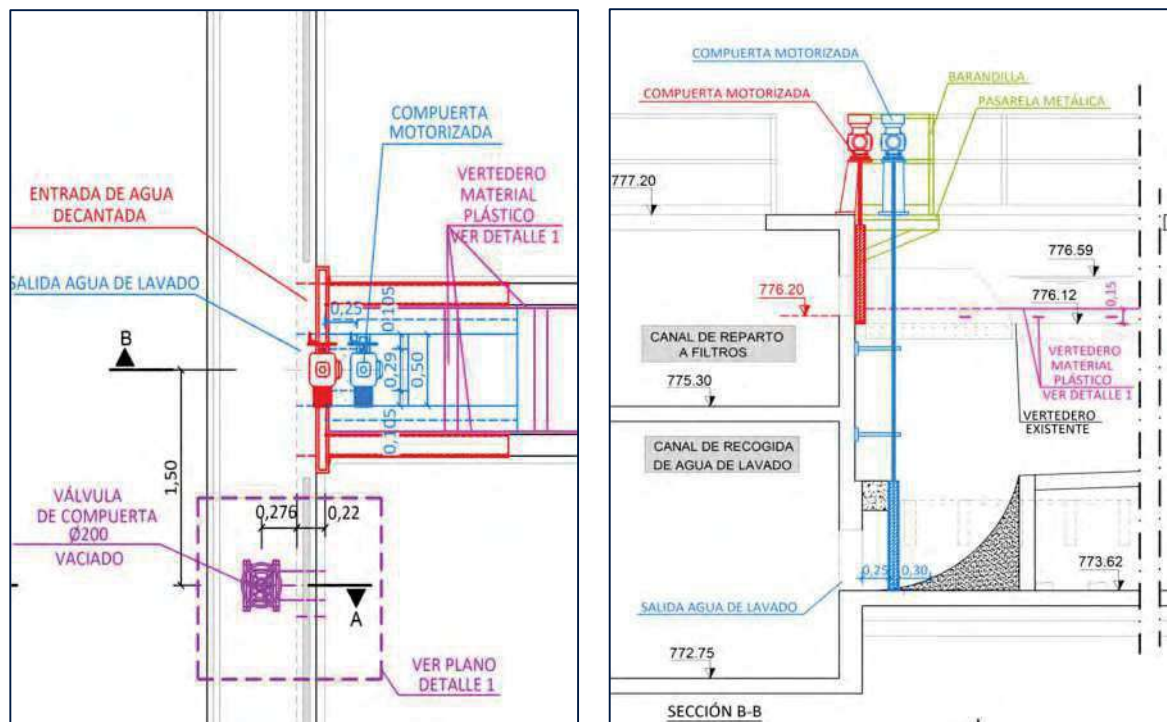 COMPUERTA
MOTORIZADA
VERTEDERO
MATERIAL
PLÁSTICO
VER DETALLE 1
ENTRADA DE AGUA
DECANTADA
SALIDA AGUA DE LAVADO
0,25
0,105
0,29
0,50
0,105
B
1,50
VÁLVULA
DE COMPUERTA
Ø200
VACIADO
0,276
0,22
A
VER PLANO
DETALLE 1
COMPUERTA MOTORIZADA
BARANDILLA
COMPUERTA MOTORIZADA
PASARELA METÁLICA
777.20
776.59
776.20
776.12
0,15
CANAL DE REPARTO
A FILTROS
VERTEDERO
MATERIAL
PLÁSTICO
VER DETALLE 1
775.30
VERTEDERO
EXISTENTE
CANAL DE RECOGIDA
DE AGUA DE LAVADO
773.62
0,25
0,30
SALIDA AGUA DE LAVADO
772.75
SECCIÓN B-B